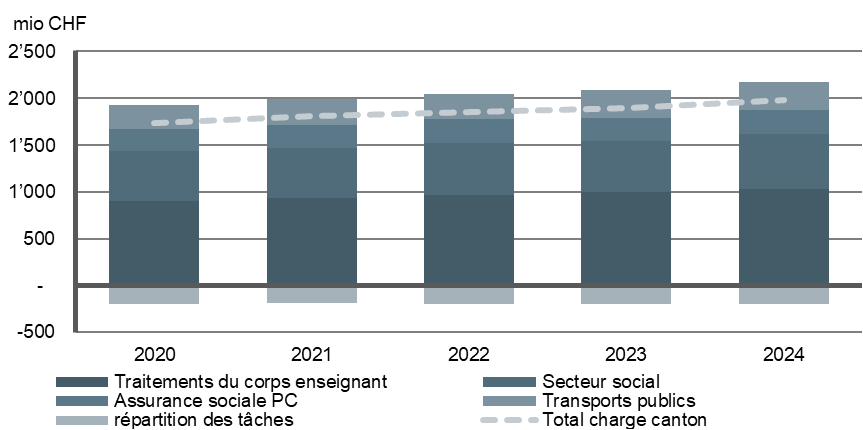 mio CHF
2’500
2’000
1’500
1’000
500
-
-500
2020 2021 2022 2023 2024
Traitements du corps enseignant Secteur social
Assurance sociale PC Transports publics
répartition des tâches Total charge canton